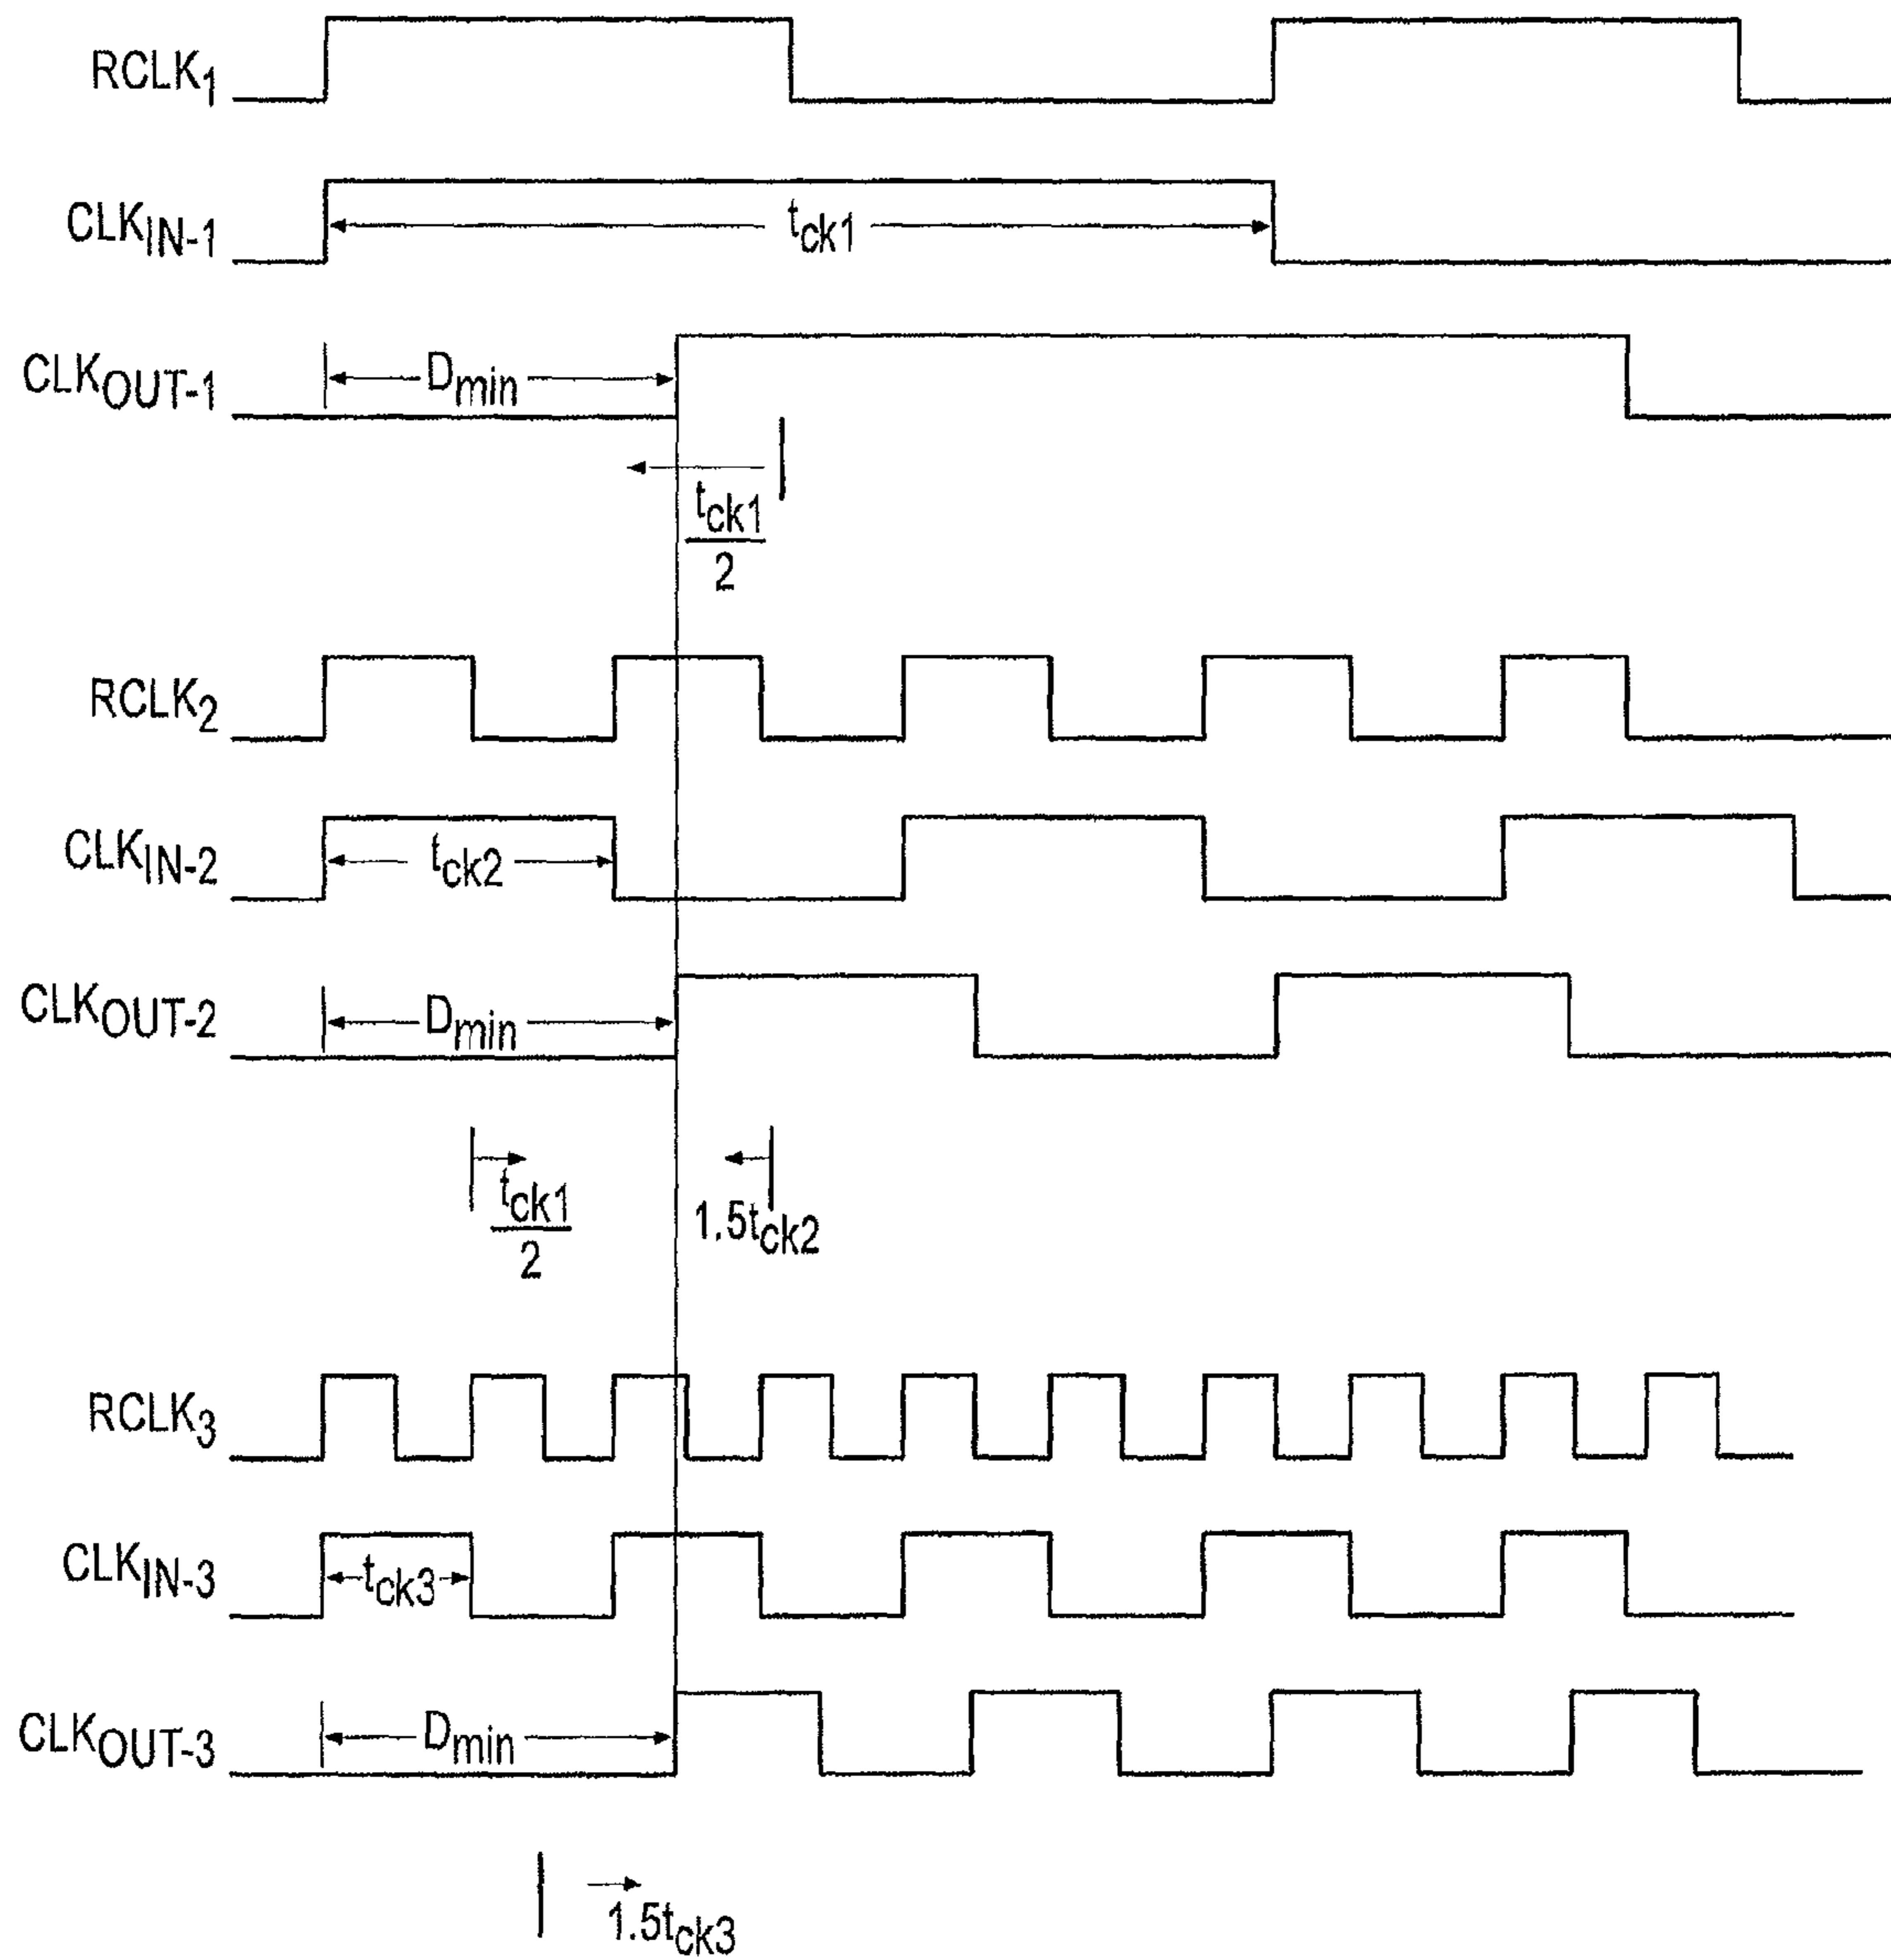 RCLK1
CLKIN-1
tck1
CLKOUT-1
Dmin
tck1
2
RCLK2
CLKIN-2
tck2
CLKOUT-2
Dmin
tck1
2
1.5tck2
RCLK3
CLKIN-3
tck3
CLKOUT-3
Dmin
1.5tck3